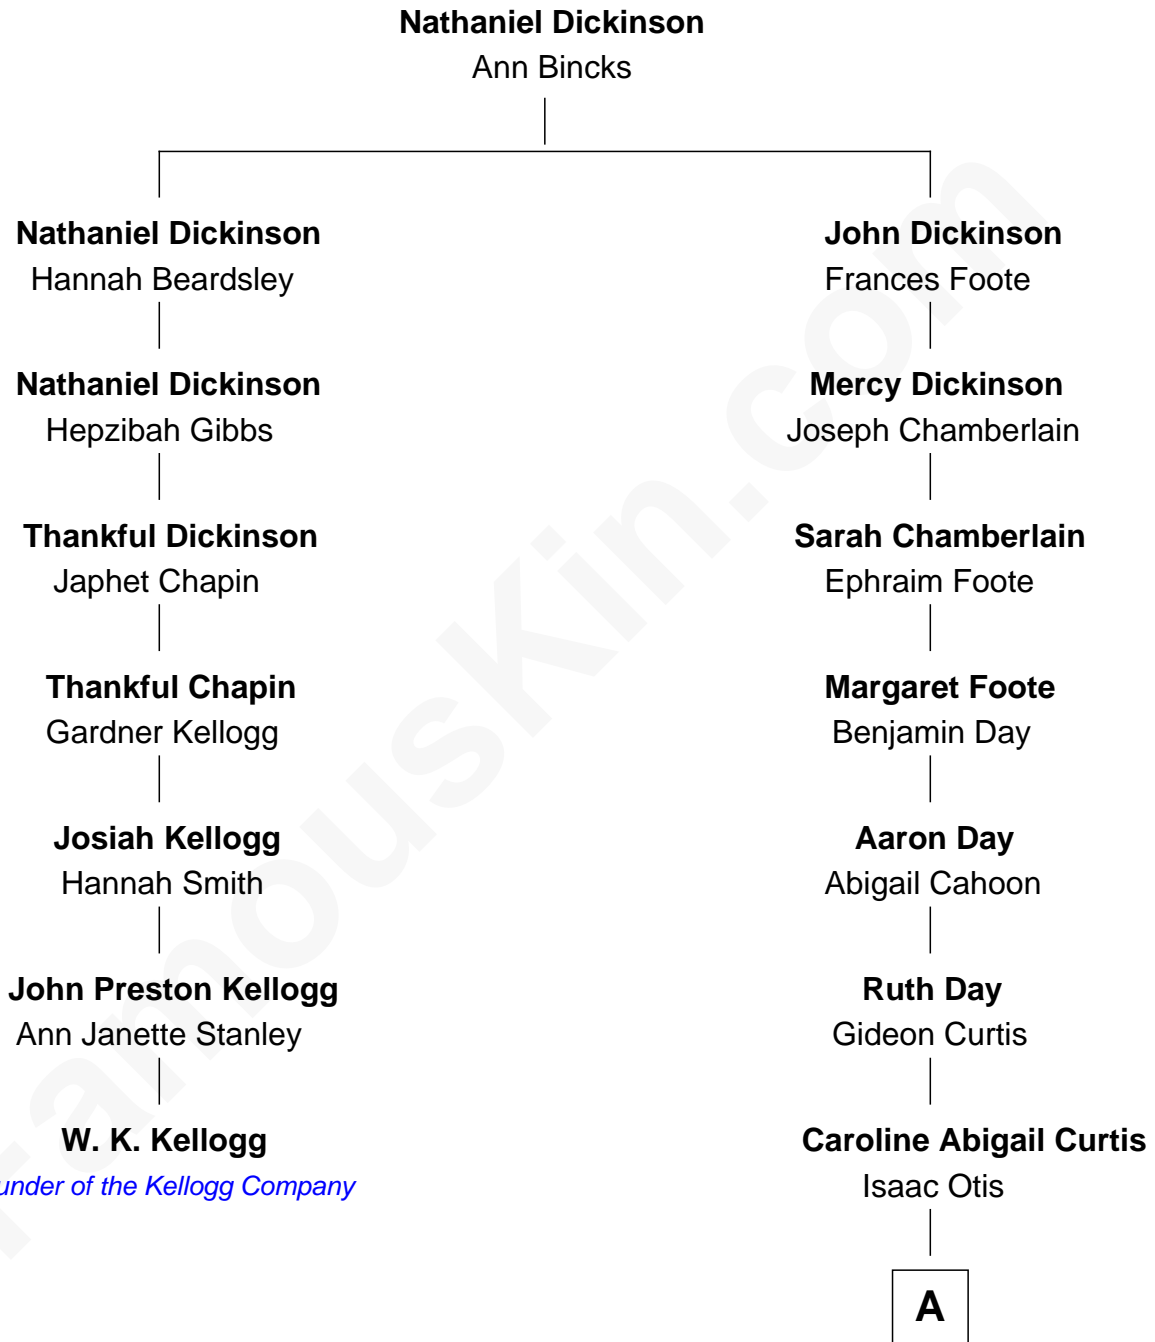 Nathaniel Dickinson
Ann Bincks
Nathaniel Dickinson
Hannah Beardsley
John Dickinson
Frances Foote
Nathaniel Dickinson
Hepzibah Gibbs
Mercy Dickinson
Joseph Chamberlain
Thankful Dickinson
Japhet Chapin
Sarah Chamberlain
Ephraim Foote
Thankful Chapin
Gardner Kellogg
Margaret Foote
Benjamin Day
Josiah Kellogg
Hannah Smith
Aaron Day
Abigail Cahoon
John Preston Kellogg
Ann Janette Stanley
Ruth Day
Gideon Curtis
W. K. Kellogg
under of the Kellogg Company
Caroline Abigail Curtis
Isaac Otis
A
FamousKin.com